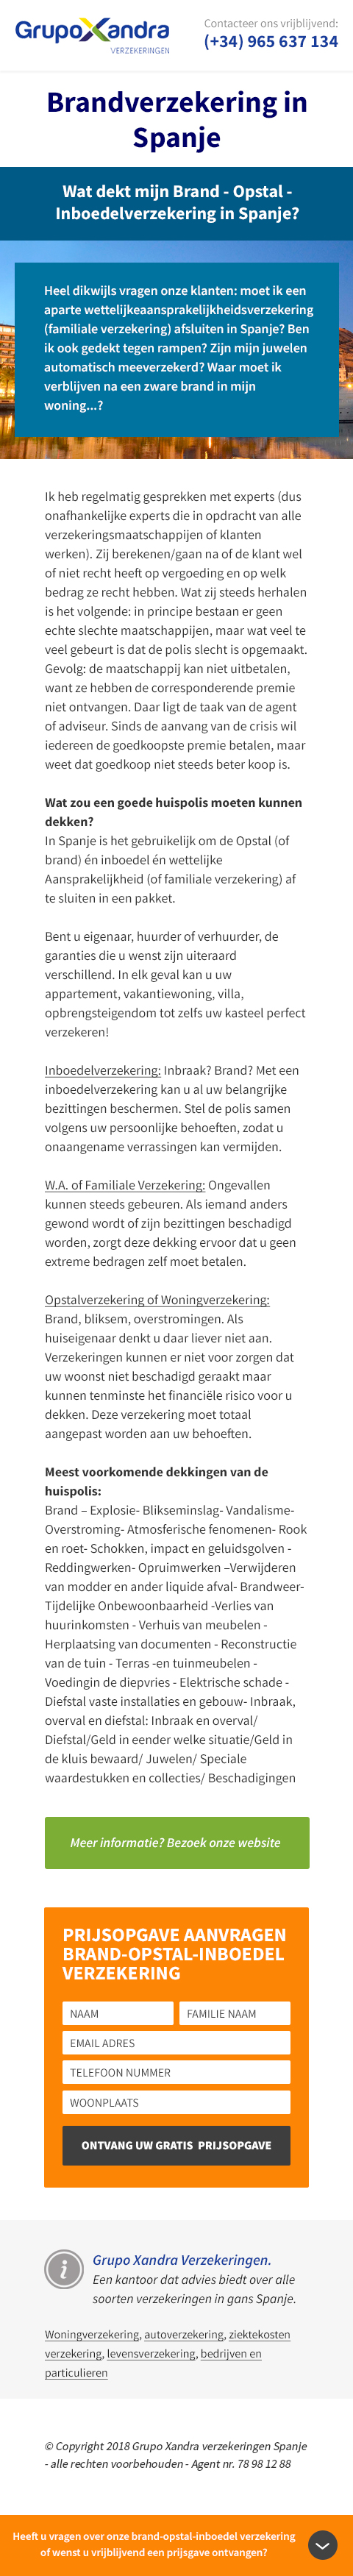 GrupoXandra
VERZEKERINGEN
Contacteer ons vrijblijvend:
(+34) 965 637 134
Brandverzekering in
Spanje
Wat dekt mijn Brand - Opstal -
Inboedelverzekering in Spanje?
Heel dikwijls vragen onze klanten: moet ik een
aparte wettelijkeaansprakelijkheidsverzekering
(familiale verzekering) afsluiten in Spanje? Ben
ik ook gedekt tegen rampen? Zijn mijn juwelen
automatisch meeverzekerd? Waar moet ik
verblijven na een zware brand in mijn
woning...?
Ik heb regelmatig gesprekken met experts (dus
onafhankelijke experts die in opdracht van alle
verzekeringsmaatschappijen of klanten
werken). Zij berekenen/gaan na of de klant wel
of niet recht heeft op vergoeding en op welk
bedrag ze recht hebben. Wat zij steeds herhalen
is het volgende: in principe bestaan er geen
echte slechte maatschappijen, maar wat veel te
veel gebeurt is dat de polis slecht is opgemaakt.
Gevolg: de maatschappij kan niet uitbetalen,
want ze hebben de corresponderende premie
niet ontvangen. Daar ligt de taak van de agent
of adviseur. Sinds de aanvang van de crisis wil
iedereen de goedkoopste premie betalen, maar
weet dat goedkoop niet steeds beter koop is.
Wat zou een goede huispolis moeten kunnen
dekken?
In Spanje is het gebruikelijk om de Opstal (of
brand) én inboedel én wettelijke
Aansprakelijkheid (of familiale verzekering) af
te sluiten in een pakket.
Bent u eigenaar, huurder of verhuurder, de
garanties die u wenst zijn uiteraard
verschillend. In elk geval kan u uw
appartement, vakantiewoning, villa,
opbrengsteigendom tot zelfs uw kasteel perfect
verzekeren!
Inboedelverzekering: Inbraak? Brand? Met een
inboedelverzekering kan u al uw belangrijke
bezittingen beschermen. Stel de polis samen
volgens uw persoonlijke behoeften, zodat u
onaangename verrassingen kan vermijden.
W.A. of Familiale Verzekering: Ongevallen
kunnen steeds gebeuren. Als iemand anders
gewond wordt of zijn bezittingen beschadigd
worden, zorgt deze dekking ervoor dat u geen
extreme bedragen zelf moet betalen.
Opstalverzekering of Woningverzekering:
Brand, bliksem, overstromingen. Als
huiseigenaar denkt u daar liever niet aan.
Verzekeringen kunnen er niet voor zorgen dat
uw woonst niet beschadigd geraakt maar
kunnen tenminste het financiële risico voor u
dekken. Deze verzekering moet totaal
aangepast worden aan uw behoeften.
Meest voorkomende dekkingen van de
huispolis:
Brand – Explosie- Blikseminslag- Vandalisme-
Overstroming- Atmosferische fenomenen- Rook
en roet- Schokken, impact en geluidsgolven -
Reddingwerken- Opruimwerken –Verwijderen
van modder en ander liquide afval- Brandweer-
Tijdelijke Onbewoonbaarheid -Verlies van
huurinkomsten - Verhuis van meubelen -
Herplaatsing van documenten - Reconstructie
van de tuin - Terras -en tuinmeubelen -
Voedingin de diepvries - Elektrische schade -
Diefstal vaste installaties en gebouw- Inbraak,
overval en diefstal: Inbraak en overval/
Diefstal/Geld in eender welke situatie/Geld in
de kluis bewaard/ Juwelen/ Speciale
waardestukken en collecties/ Beschadigingen
Meer informatie? Bezoek onze website
PRIJSOPGAVE AANVRAGEN
BRAND-OPSTAL-INBOEDEL
VERZEKERING
NAAM FAMILIE NAAM
EMAIL ADRES
TELEFOON NUMMER
WOONPLAATS
ONTVANG UW GRATIS PRIJSOPGAVE
Grupo Xandra Verzekeringen.
Een kantoor dat advies biedt over alle
soorten verzekeringen in gans Spanje.
Woningverzekering, autoverzekering, ziektekosten
verzekering, levensverzekering, bedrijven en
particulieren
© Copyright 2018 Grupo Xandra verzekeringen Spanje
- alle rechten voorbehouden - Agent nr. 78 98 12 88
Heeft u vragen over onze brand-opstal-inboedel verzekering
of wenst u vrijblijvend een prijsgave ontvangen?